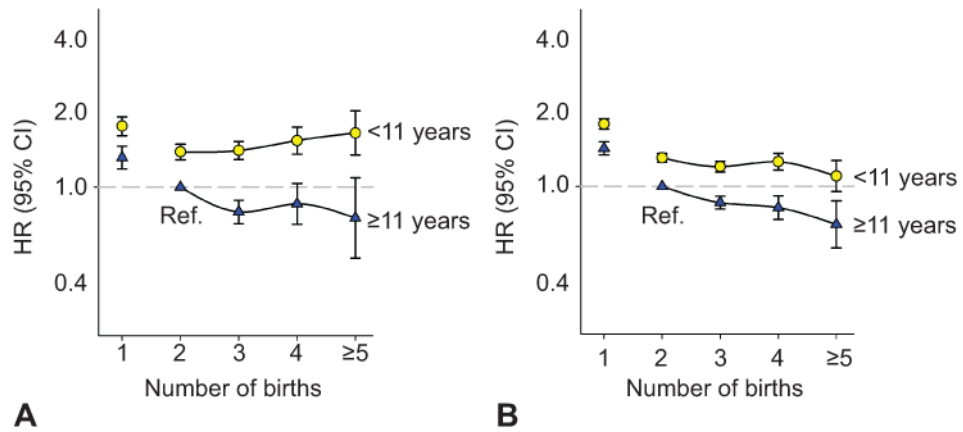 4.0
2.0
1.0
0.4
HR (95% CI)
<11 years
≥11 years
Ref.
1 2 3 4 ≥5
Number of births
A
4.0
2.0
1.0
0.4
HR (95% CI)
<11 years
≥11 years
Ref.
1 2 3 4 ≥5
Number of births
B